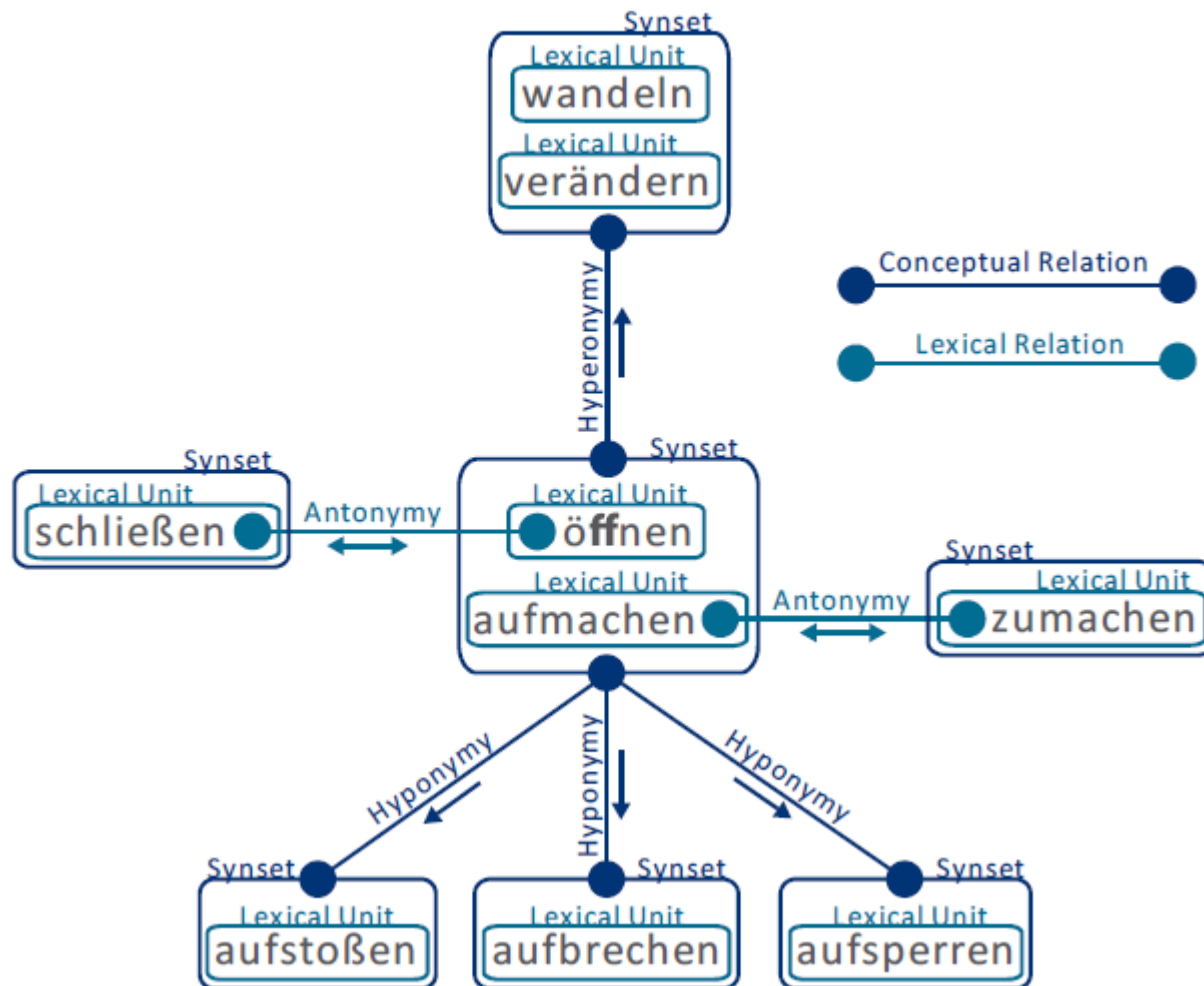 Synset
Lexical Unit
wandeln
Lexical Unit
verändern
Hyperonymy
Conceptual Relation
Lexical Relation
Synset
Lexical Unit
schließen
Antonymy
Synset
Lexical Unit
öffnen
Lexical Unit
aufmachen
Antonymy
Synset
Lexical Unit
zumachen
Hyponymy
Hyponymy
Hyponymy
Synset
Lexical Unit
aufstoßen
Synset
Lexical Unit
aufbrechen
Synset
Lexical Unit
aufsperren